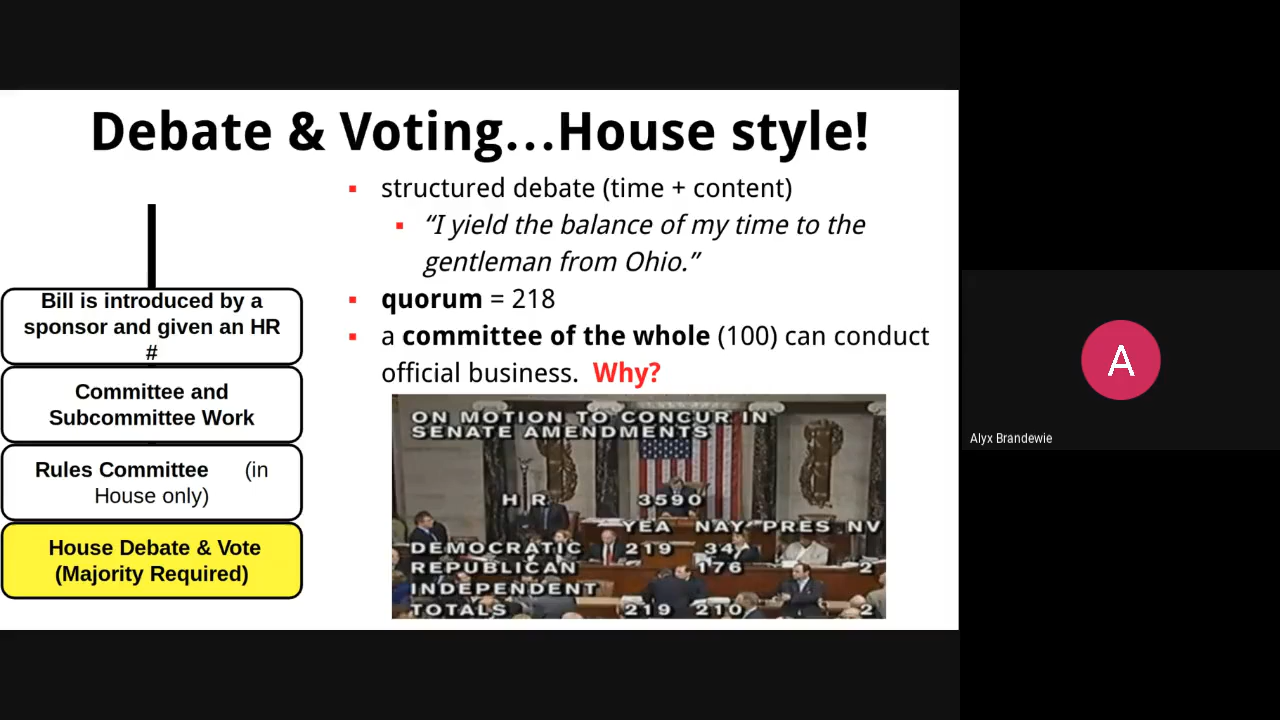 Debate & Voting…House style!
▪ structured debate (time + content)
▪ “I yield the balance of my time to the
gentleman from Ohio.”
▪ quorum = 218
▪ a committee of the whole (100) can conduct
official business. Why?
Bill is introduced by a
sponsor and given an HR
#
Committee and
Subcommittee Work
Rules Committee (in
House only)
House Debate & Vote
(Majority Required)
ON MOTION TO CONCUR IN
SENATE AMENDMENTS
H R 3590
YEA NAY PRES NV
DEMOCRATIC 219 34
REPUBLICAN 176 2
INDEPENDENT
TOTALS 219 210 2
A
Alyx Brandewie